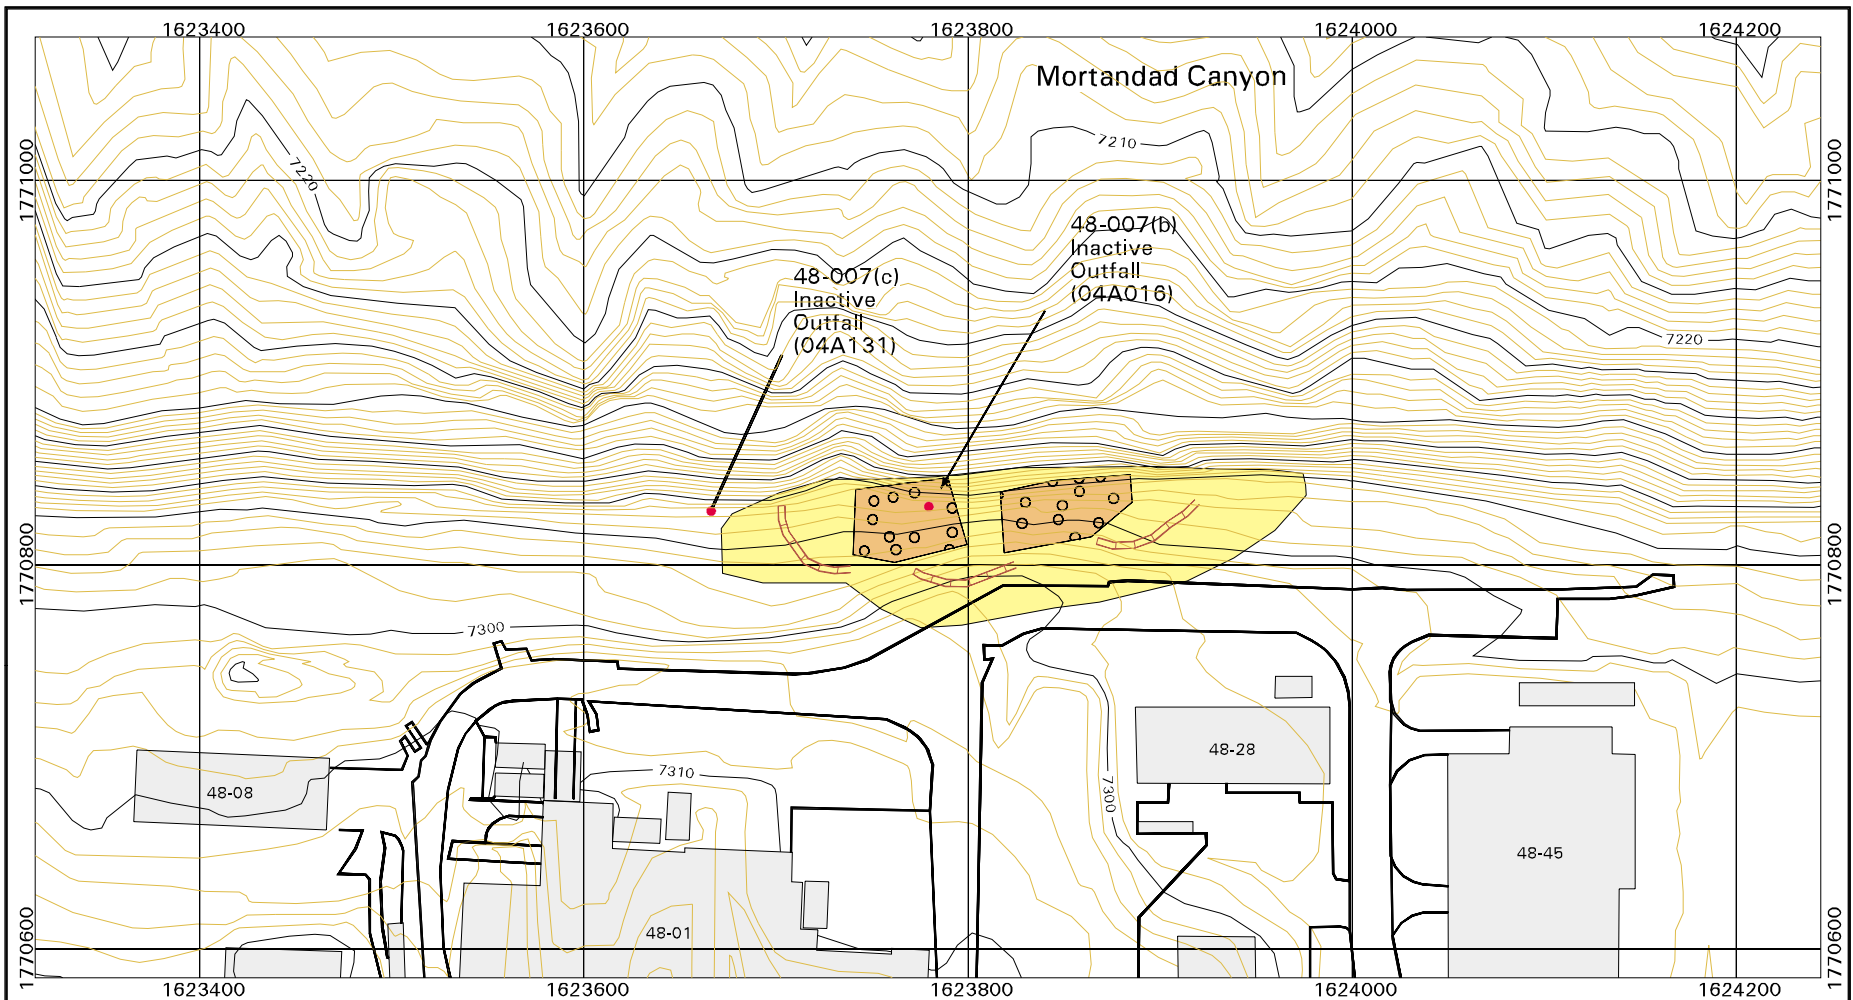 1623400 1623600 1623800 1624000 1624200
Mortandad Canyon
1771000
1771000
7210
7220
48-007(b)
Inactive
Outfall
(04A016)
48-007(c)
Inactive
Outfall
(04A131)
7220
1770800
1770800
7300
48-28
7310
7300
48-08
48-45
48-01
1770600
1770600
1623400 1623600 1623800 1624000 1624200